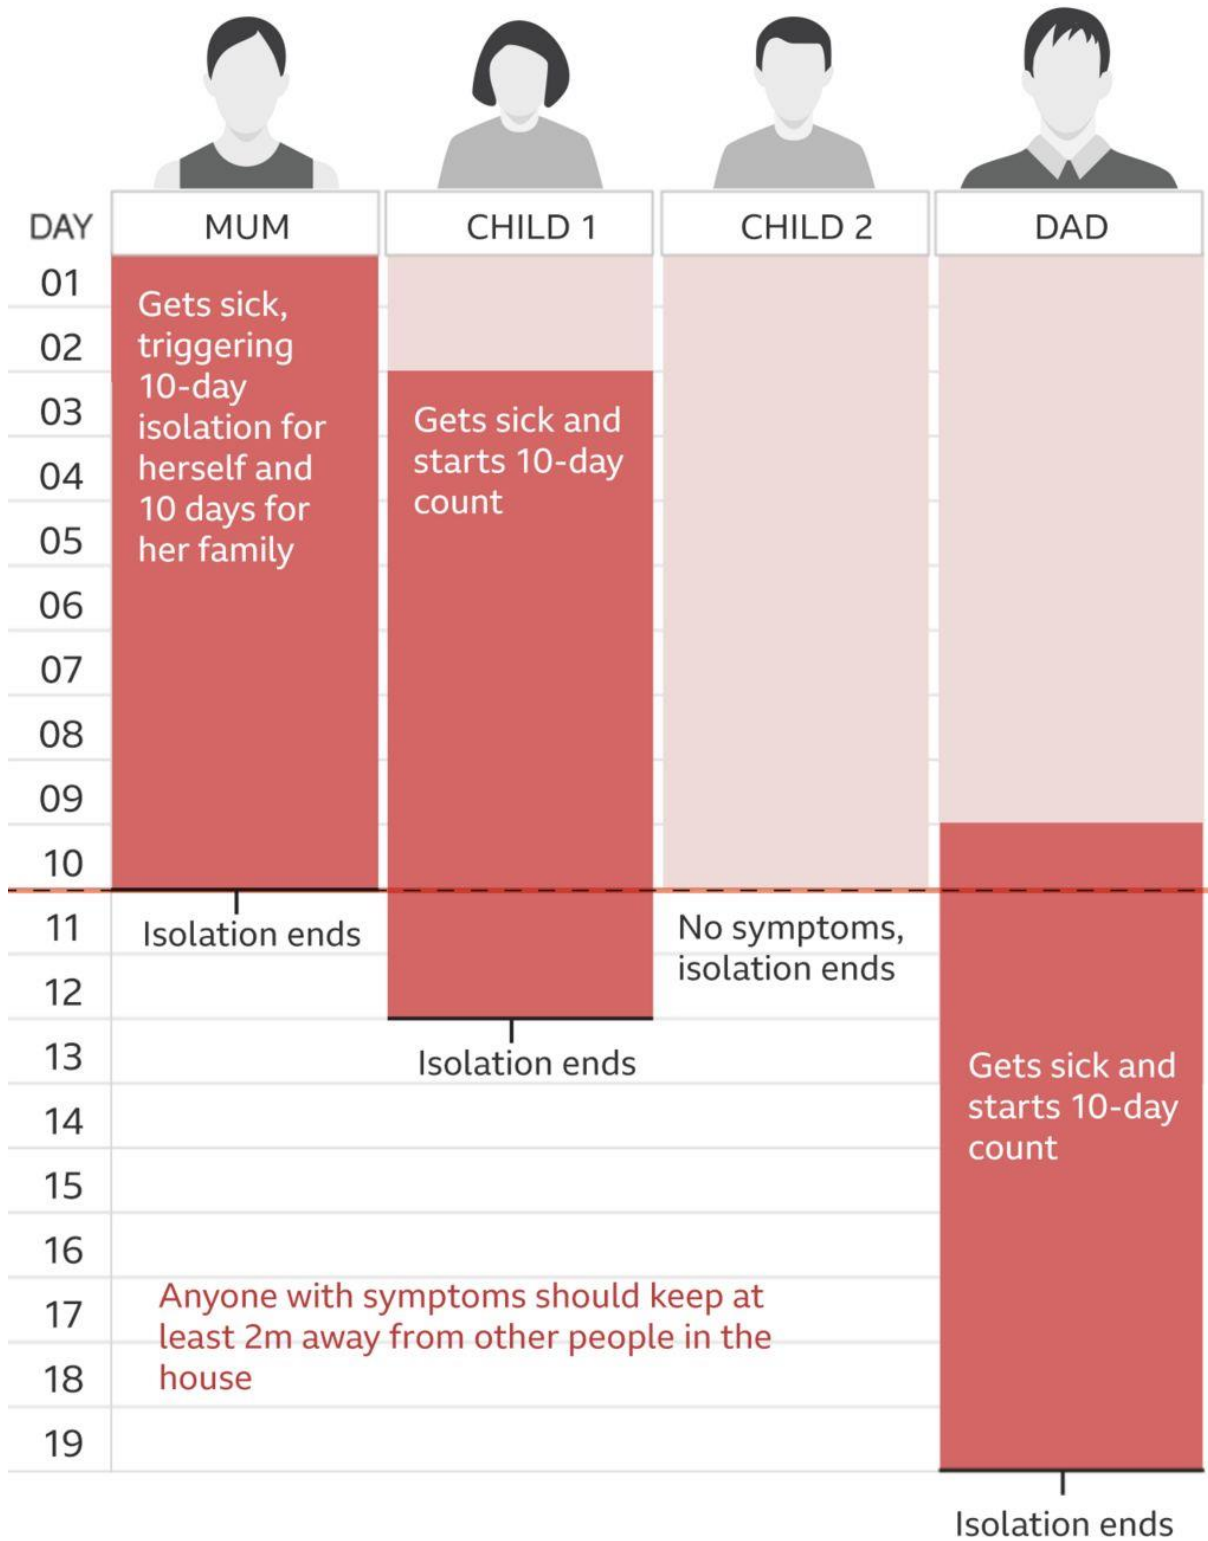 DAY
MUM
CHILD 1
CHILD 2
DAD
01
02
03
04
05
06
07
08
09
10
11
12
13
14
15
16
17
18
19
Gets sick,
triggering
10-day
isolation for
herself and
10 days for
her family
Isolation ends
Gets sick and
starts 10-day
count
Isolation ends
No symptoms,
isolation ends
Gets sick and
starts 10-day
count
Isolation ends
Anyone with symptoms should keep at
least 2m away from other people in the
house